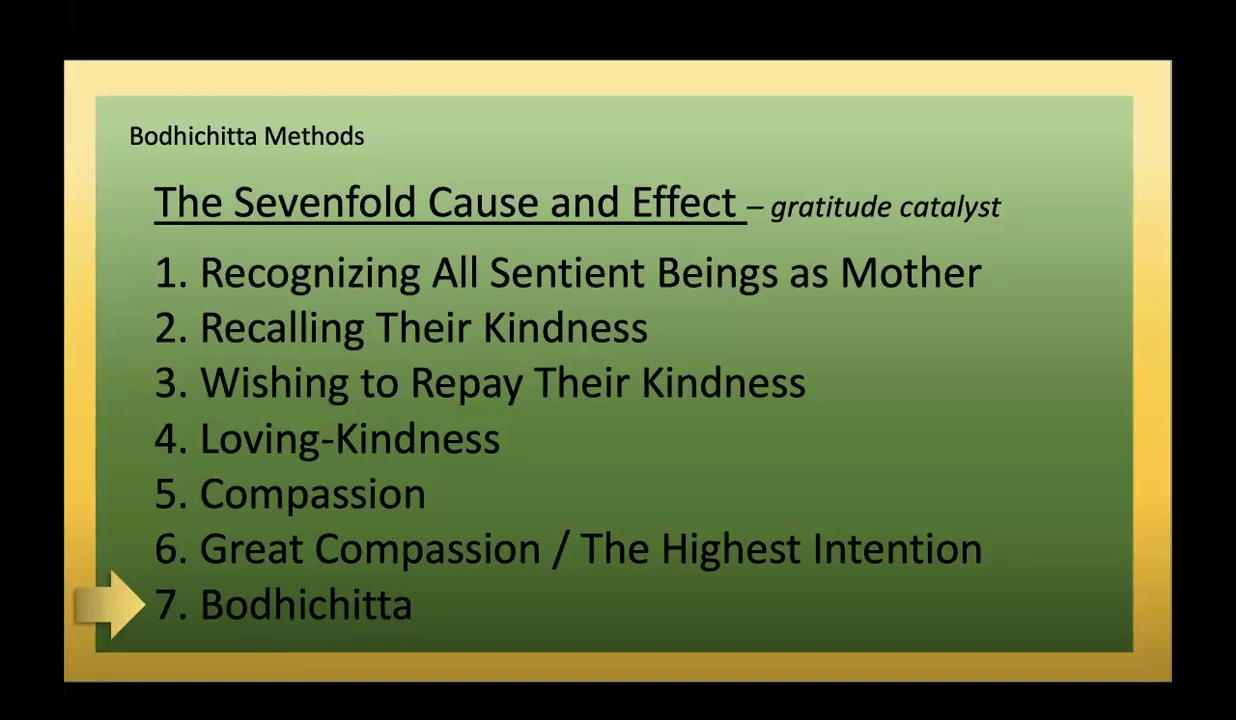 Bodhichitta Methods
The Sevenfold Cause and Effect – gratitude catalyst
1. Recognizing All Sentient Beings as Mother
2. Recalling Their Kindness
3. Wishing to Repay Their Kindness
4. Loving-Kindness
5. Compassion
6. Great Compassion / The Highest Intention
7. Bodhichitta